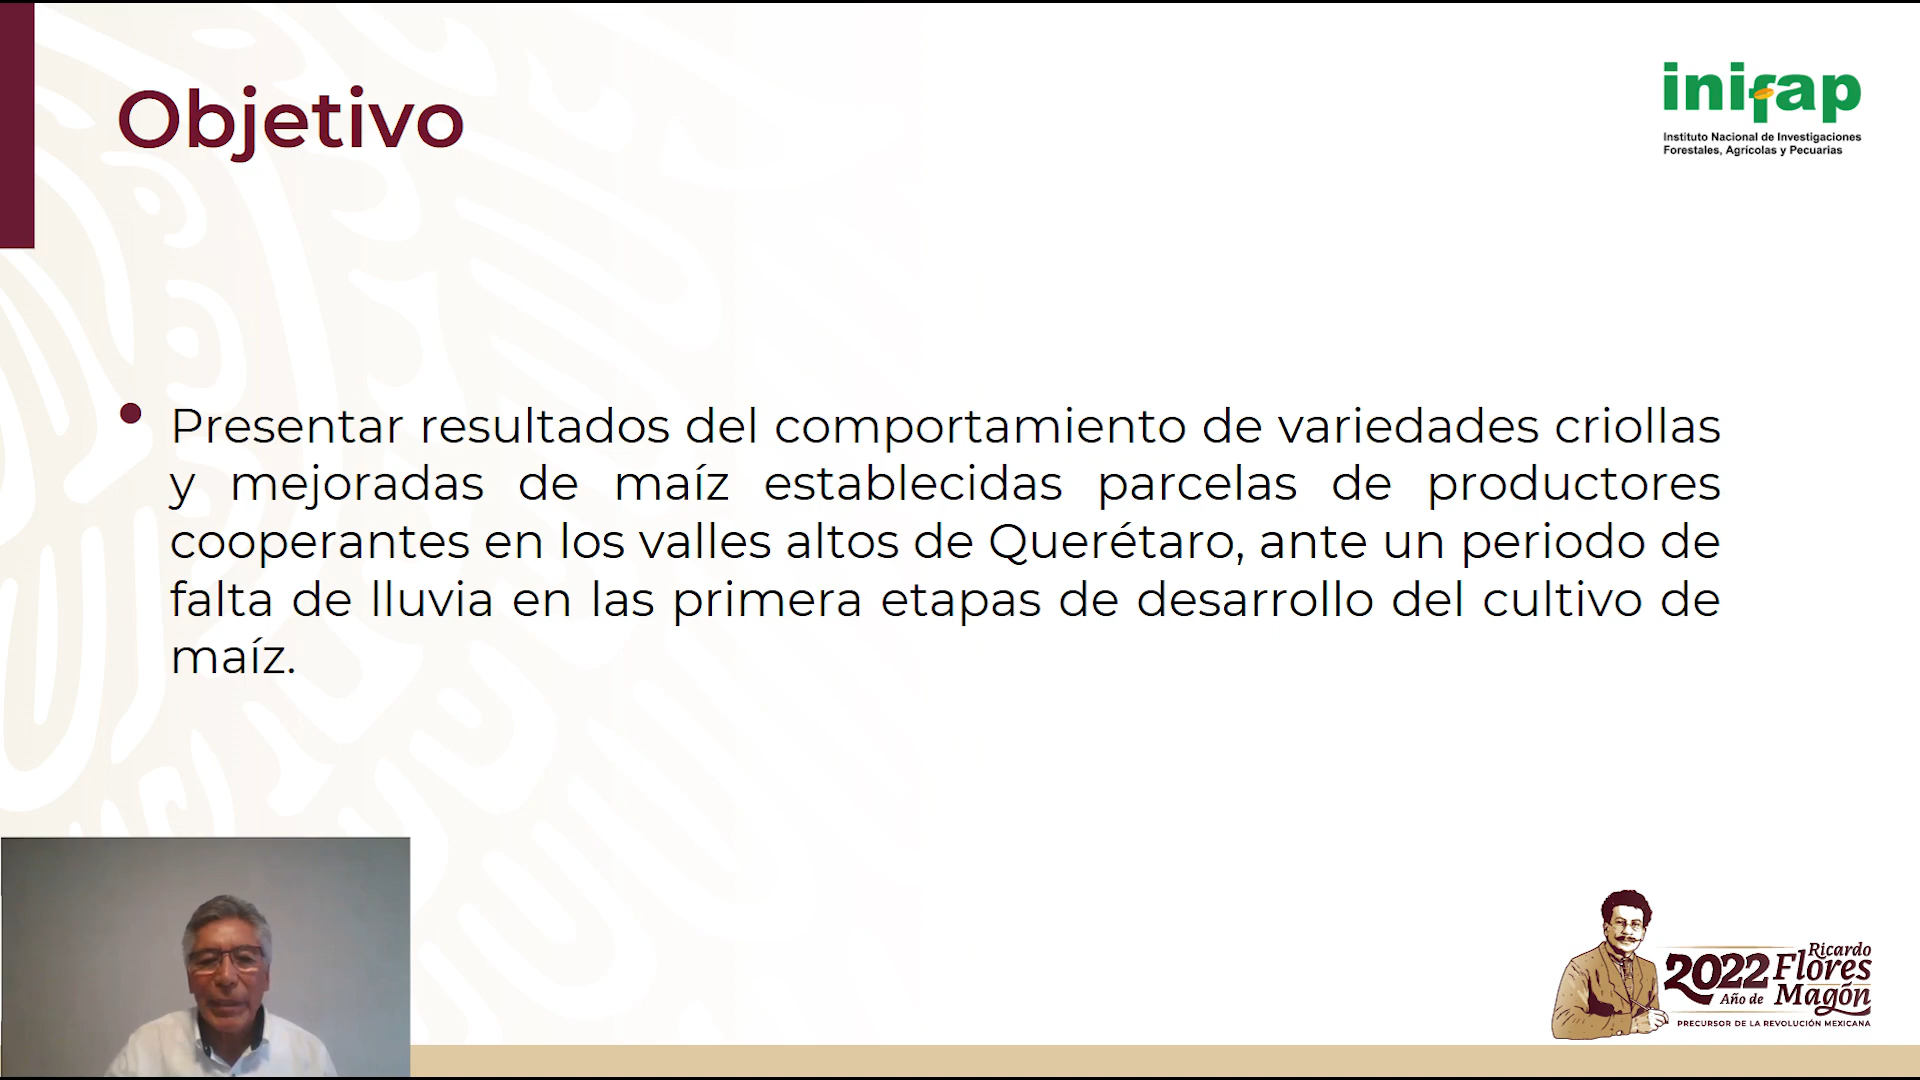 Objetivo
inifap
Instituto Nacional de Investigaciones
Forestales, Agrícolas y Pecuarias
• Presentar resultados del comportamiento de variedades criollas
y mejoradas de maíz establecidas parcelas de productores
cooperantes en los valles altos de Querétaro, ante un periodo de
falta de lluvia en las primera etapas de desarrollo del cultivo de
maíz.
2022
Año de
Ricardo
Flores
Magón
PRECURSOR DE LA REVOLUCIÓN MEXICANA